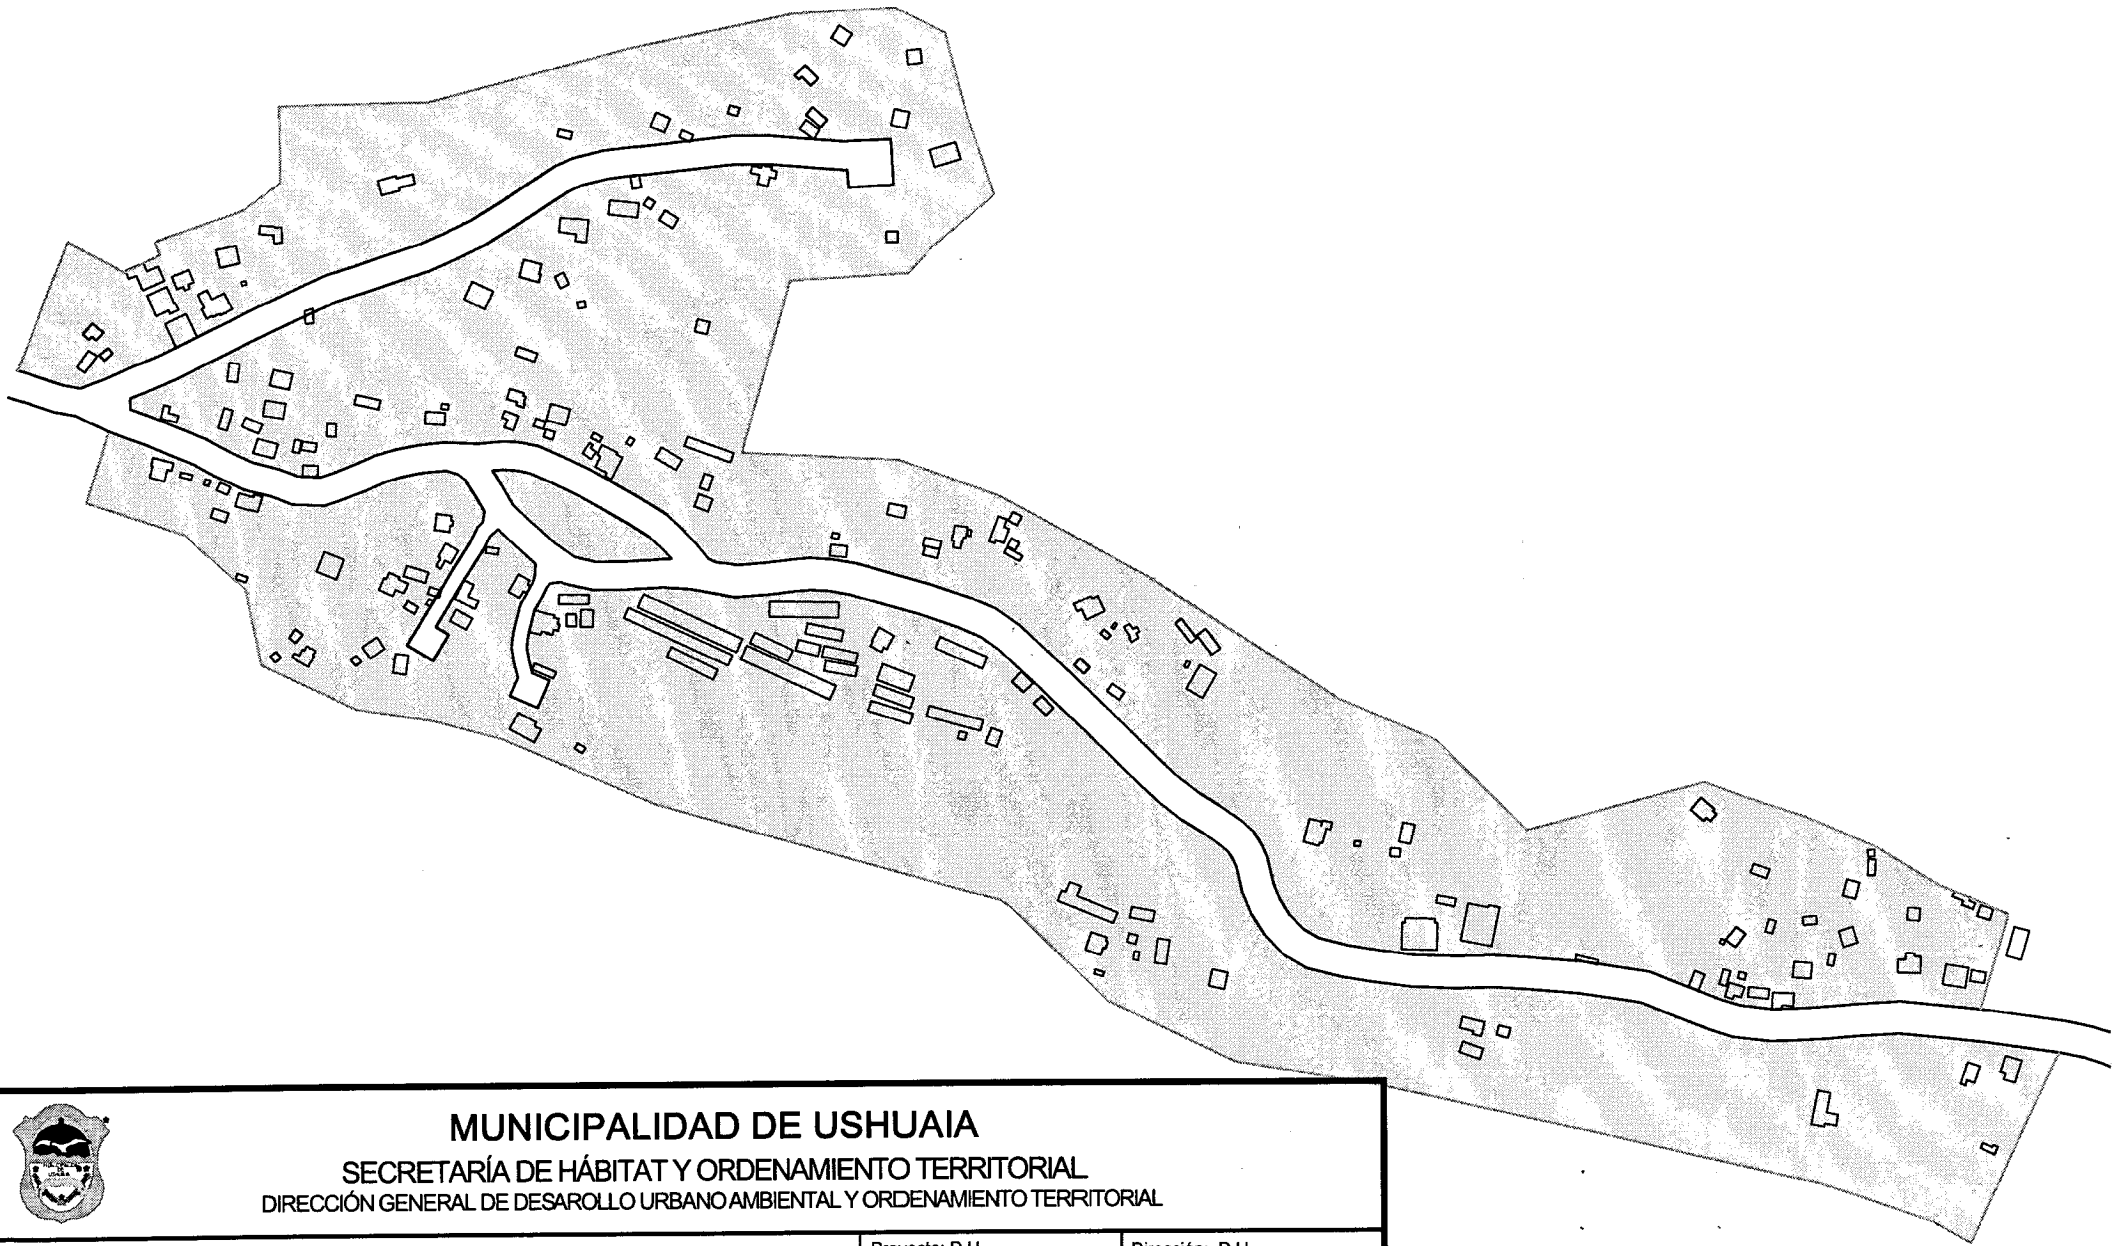 MUNICIPALIDAD DE USHUAIA
SECRETARÍA DE HÁBITAT Y ORDENAMIENTO TERRITORIAL
DIRECCIÓN GENERAL DE DESAROLLO URBANO AMBIENTAL Y ORDENAMIENTO TERRITORIAL